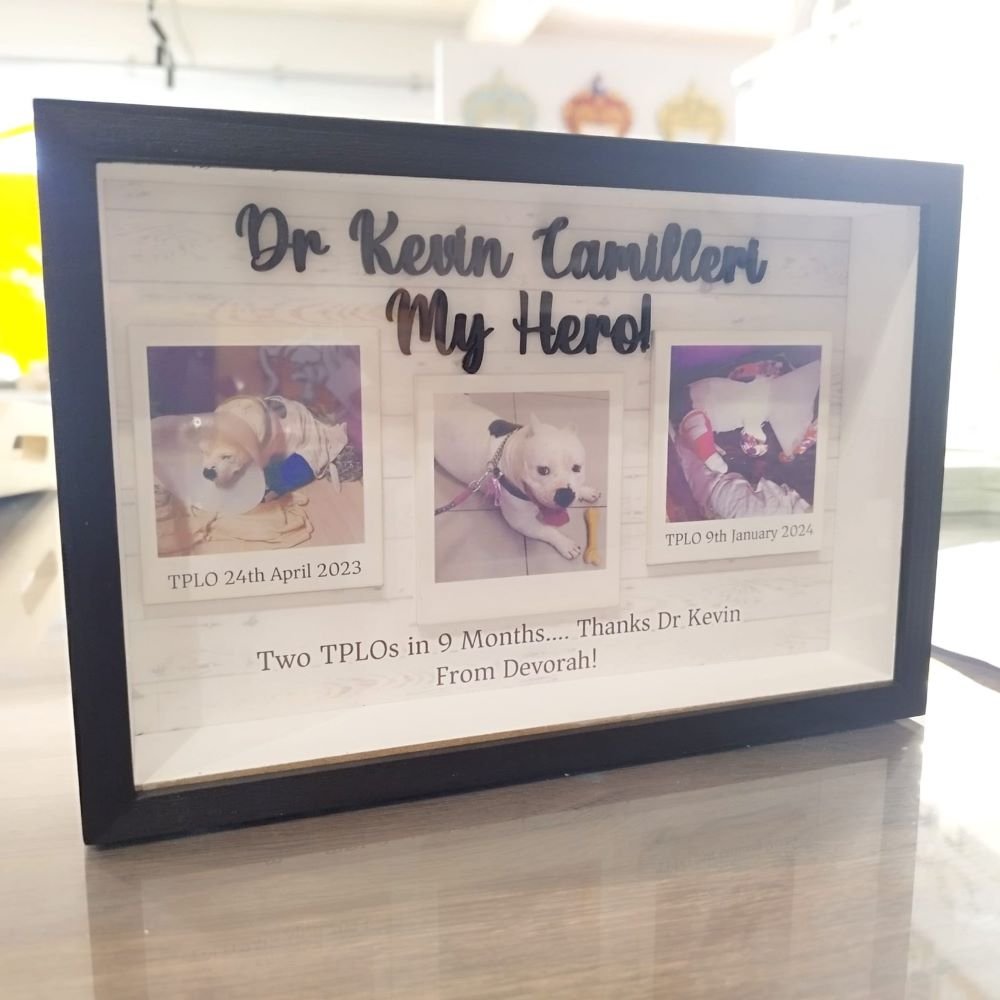 Dr Kevin Camilleri
My Hero!
TPLO 24th April 2023
TPLO 9th January 2024
Two TPLOs in 9 Months.... Thanks Dr Kevin
From Devorah!